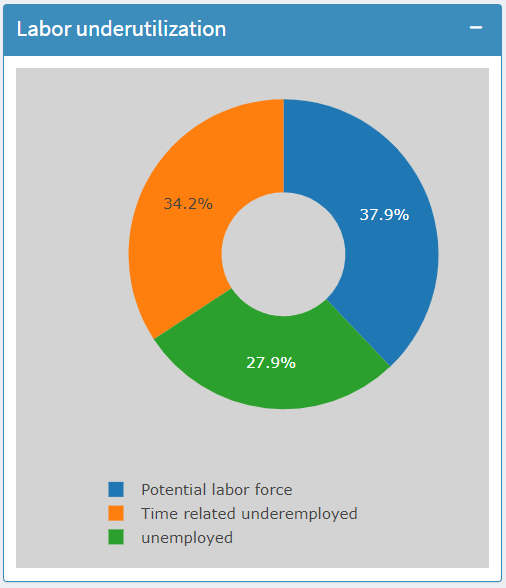 Labor underutilization
34.2%
37.9%
27.9%
Potential labor force
Time related underemployed
unemployed